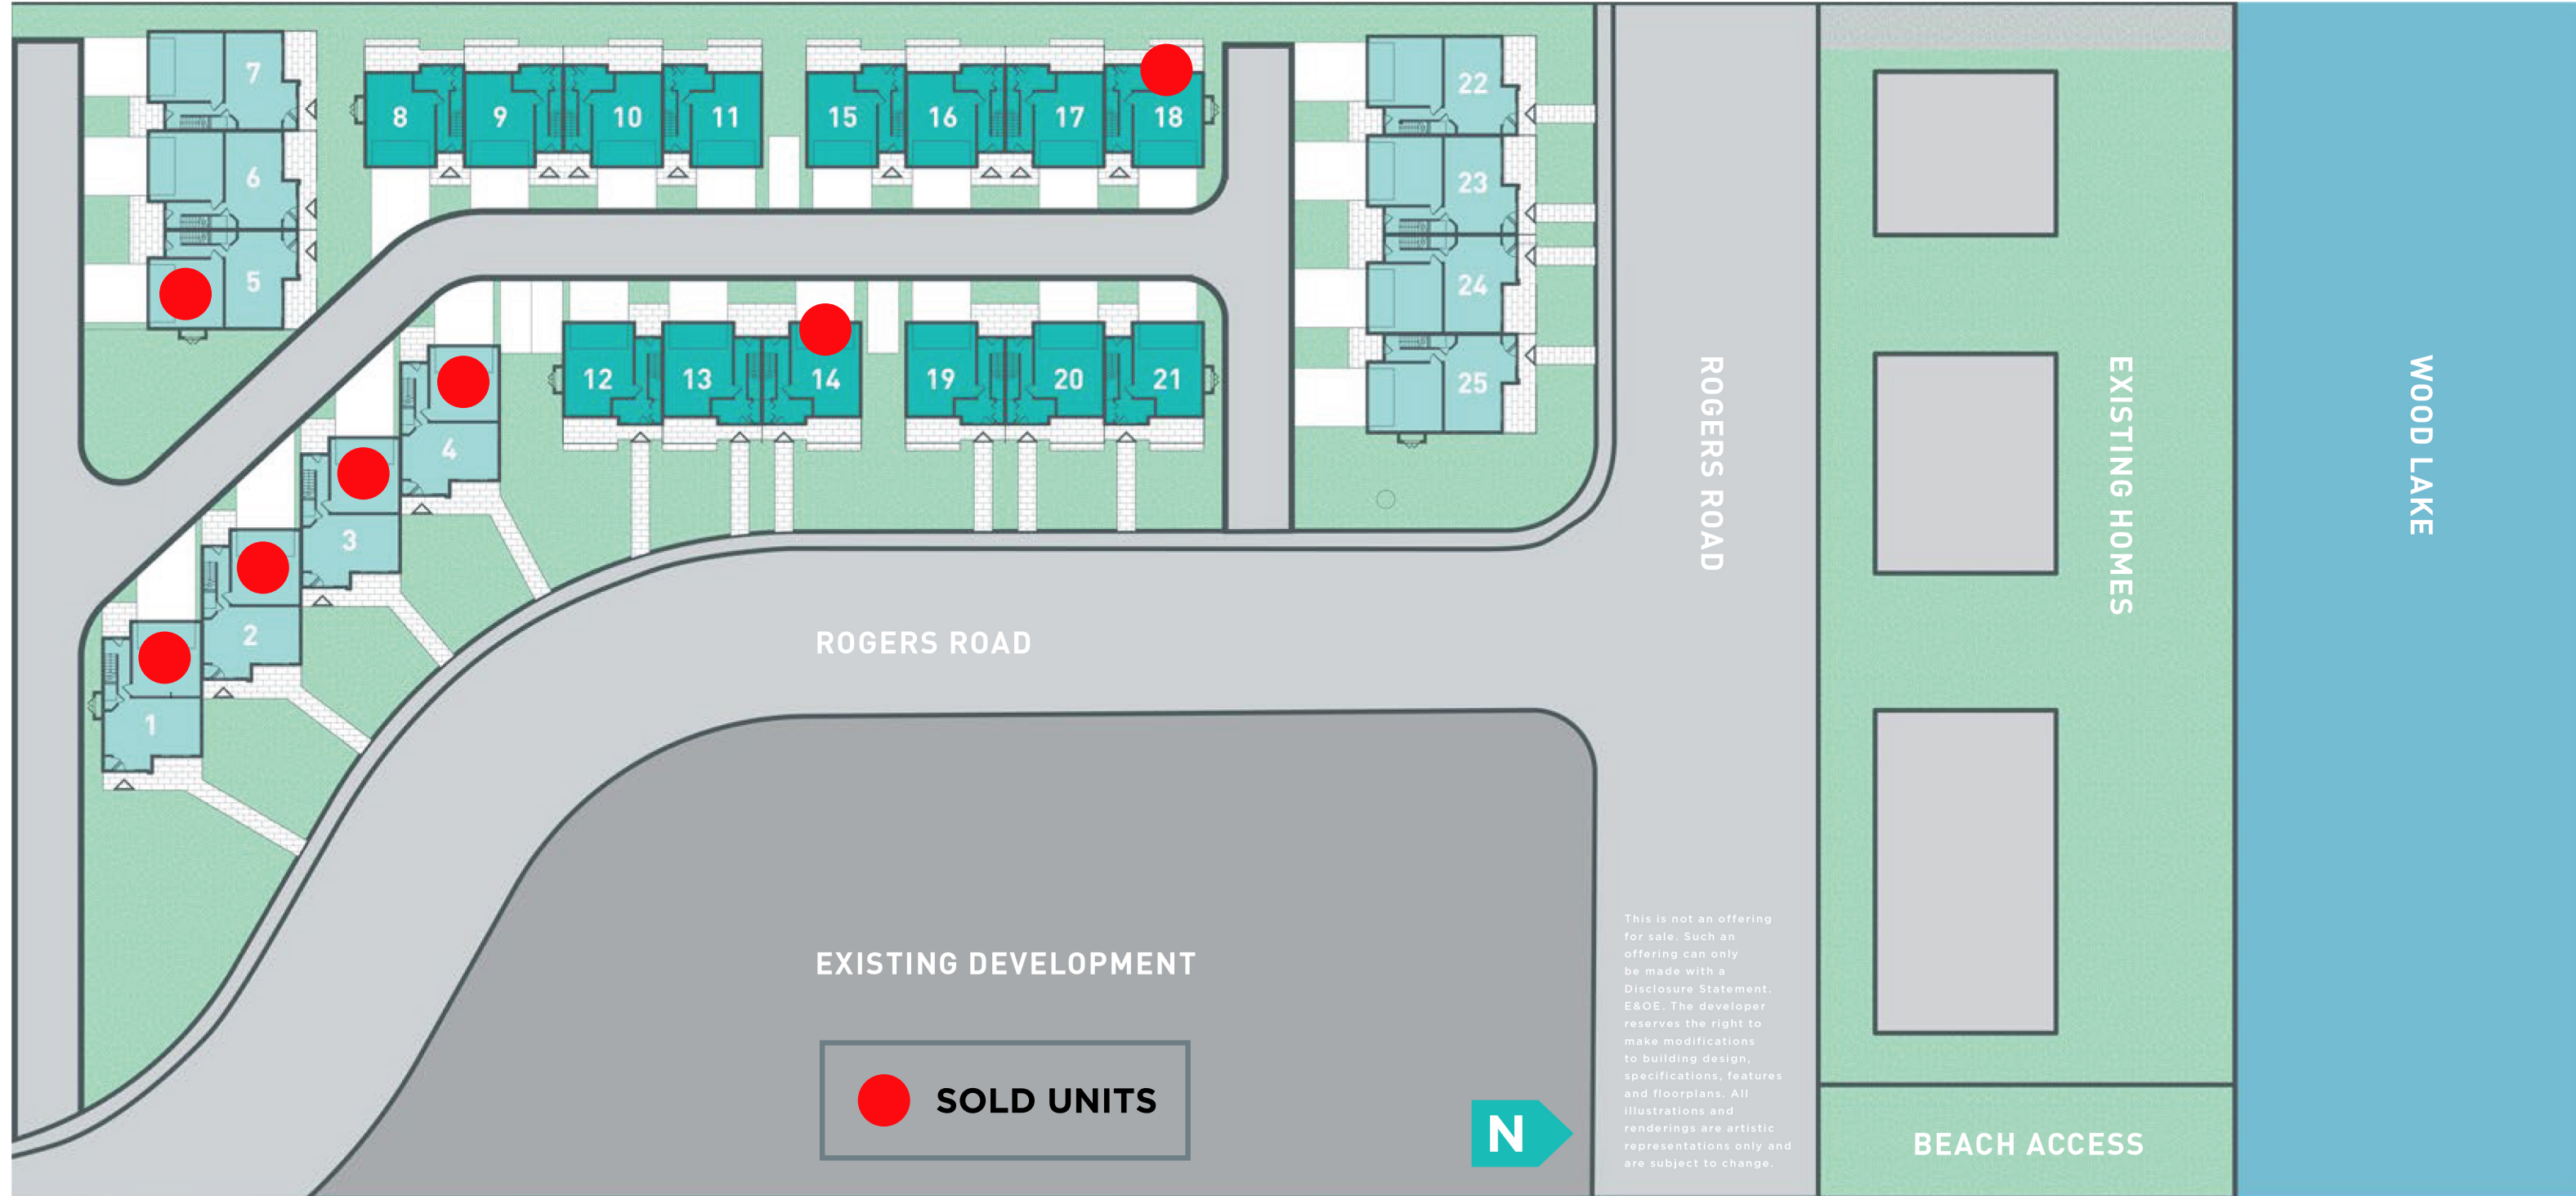 7
6
5
8
9
10
11
15
16
17
18
22
23
24
25
12
13
14
19
20
21
4
3
2
1
ROGERS ROAD
EXISTING HOMES
WOOD LAKE
ROGERS ROAD
EXISTING DEVELOPMENT
SOLD UNITS
N
This is not an offering
for sale. Such an
offering can only
be made with a
Disclosure Statement.
E&OE. The developer
reserves the right to
make modifications
to building design,
specifications, features
and floorplans. All
illustrations and
renderings are artistic
representations only and
are subject to change.
BEACH ACCESS